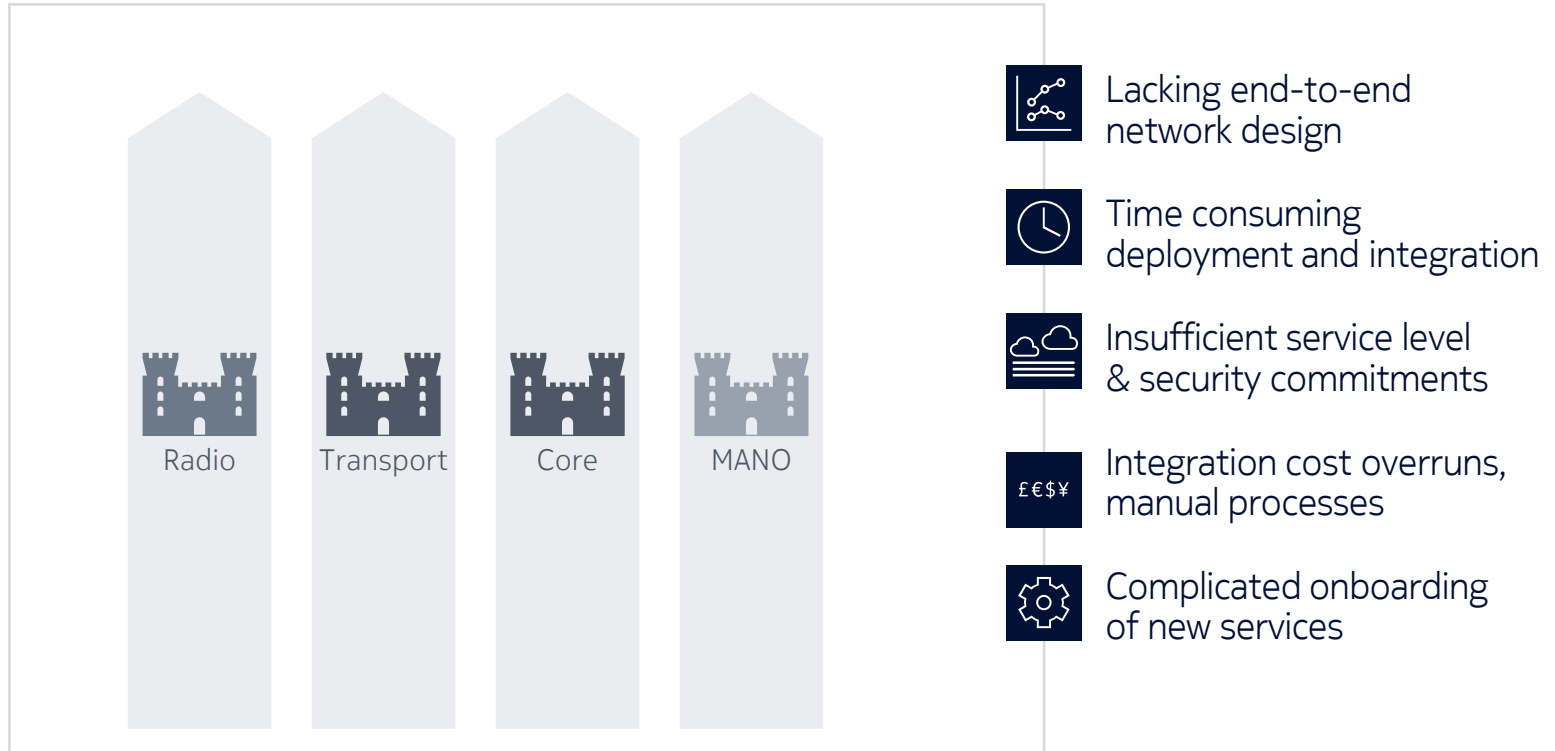 Radio
Transport
Core
MANO
Lacking end-to-end
network design
Time consuming
deployment and integration
Insufficient service level
& security commitments
£€$¥
Integration cost overruns,
manual processes
Complicated onboarding
of new services